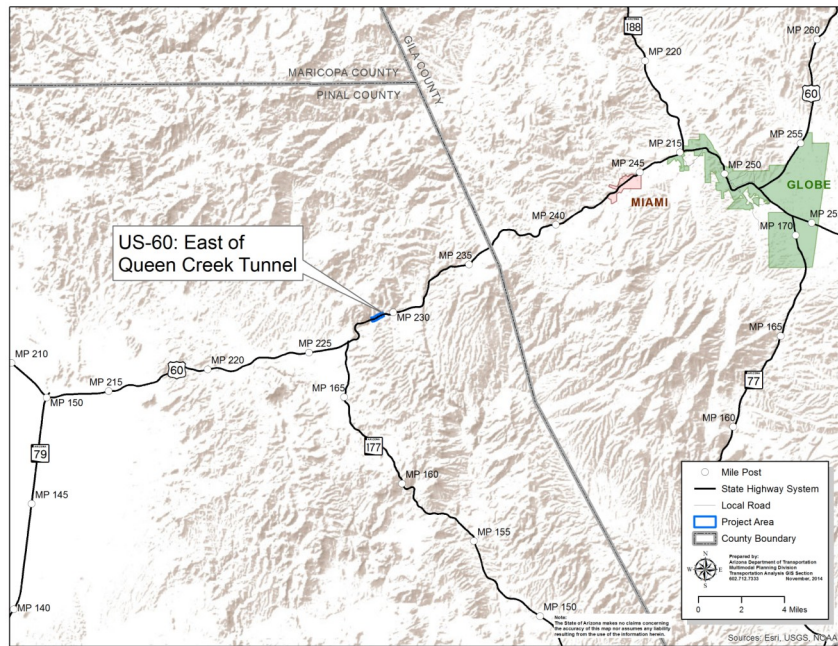 188
MP 220
MP 260
GILA COUNTY
MARICOPA COUNTY
PINAL COUNTY
60
MP 215
MP 255
MP 245
MP 250
GLOBE
MIAMI
MP 25
MP 170
MP 240
US-60: East of
Queen Creek Tunnel
MP 235
MP 230
MP 225
MP 165
MP 210
MP 220
60
MP 215
MP 150
MP 165
77
MP 160
177
79
MP 160
MP 145
MP 155
MP 150
MP 140
Mile Post
State Highway System
Local Road
Project Area
County Boundary
N
W
E
S
Prepared by:
Arizona Department of Transportation
Multimodal Planning Division
Transportation Analysis GIS Section
602.712.7333 November, 2014
0 2 4
Miles
Note:
The State of Arizona makes no claims concerning
the accuracy of this map nor assumes any liability
resulting from the use of the information herein.
Sources: Esri, USGS, NOAA